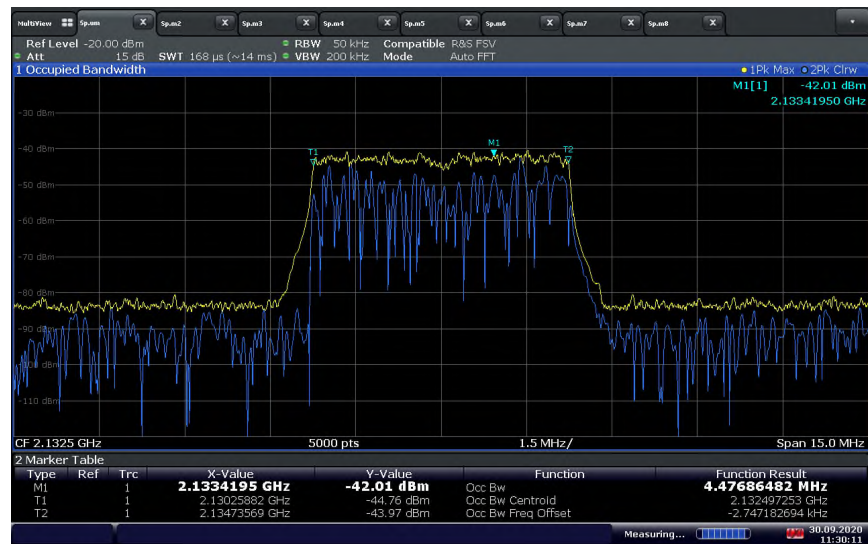 MultiView Sp.um X Sp.m2 X Sp.m3 X Sp.m4 X Sp.m5 X Sp.m6 X Sp.m7 X Sp.m8 X
Ref Level -20.00 dBm RBW 50 kHz Compatible R&S FSV
Att 15 dB SWT 168 µs (~14 ms) VBW 200 kHz Mode Auto FFT
1 Occupied Bandwidth 1Pk Max 2Pk Clrw
M1[1] -42.01 dBm
2.13341950 GHz
-30 dBm
M1
T1 T2
-40 dBm
-50 dBm
-60 dBm
-70 dBm
-80 dBm
-90 dBm
-100 dBm
-110 dBm
CF 2.1325 GHz 5000 pts 1.5 MHz/ Span 15.0 MHz
2 Marker Table
Type Ref Trc X-Value Y-Value Function Function Result
M1 1 2.1334195 GHz -42.01 dBm Occ Bw 4.47686482 MHz
T1 1 2.13025882 GHz -44.76 dBm Occ Bw Centroid 2.132497253 GHz
T2 1 2.13473569 GHz -43.97 dBm Occ Bw Freq Offset -2.747182694 kHz
Measuring... 30.09.2020
11:30:11